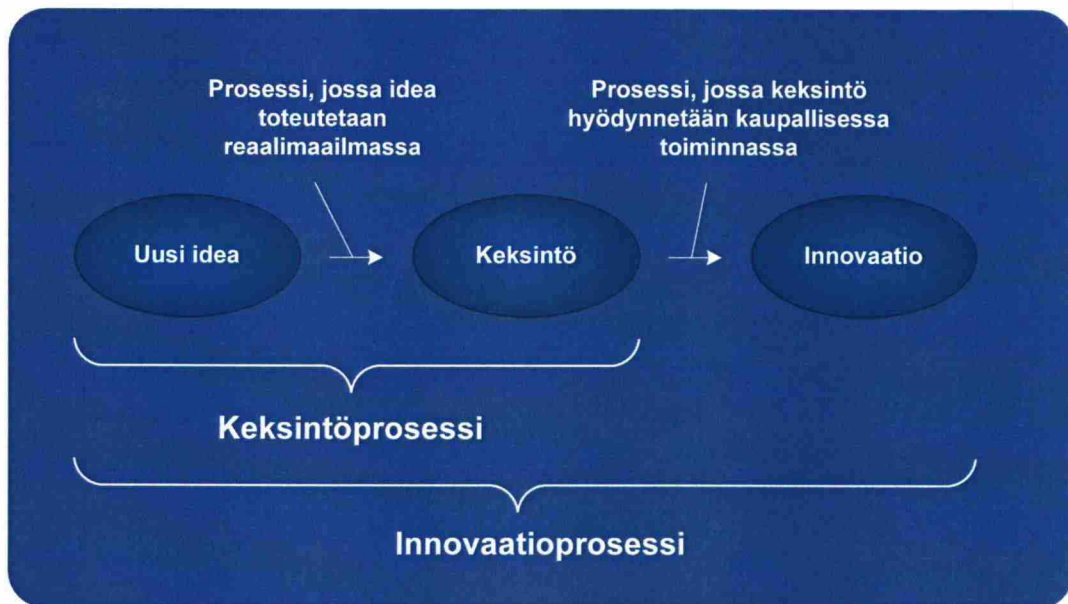 Prosessi, jossa idea
toteutetaan
reaalimaailmassa
Prosessi, jossa keksintö
hyödynnetään kaupallisessa
toiminnassa
Uusi idea
Keksintö
Innovaatio
Keksintöprosessi
Innovaatioprosessi